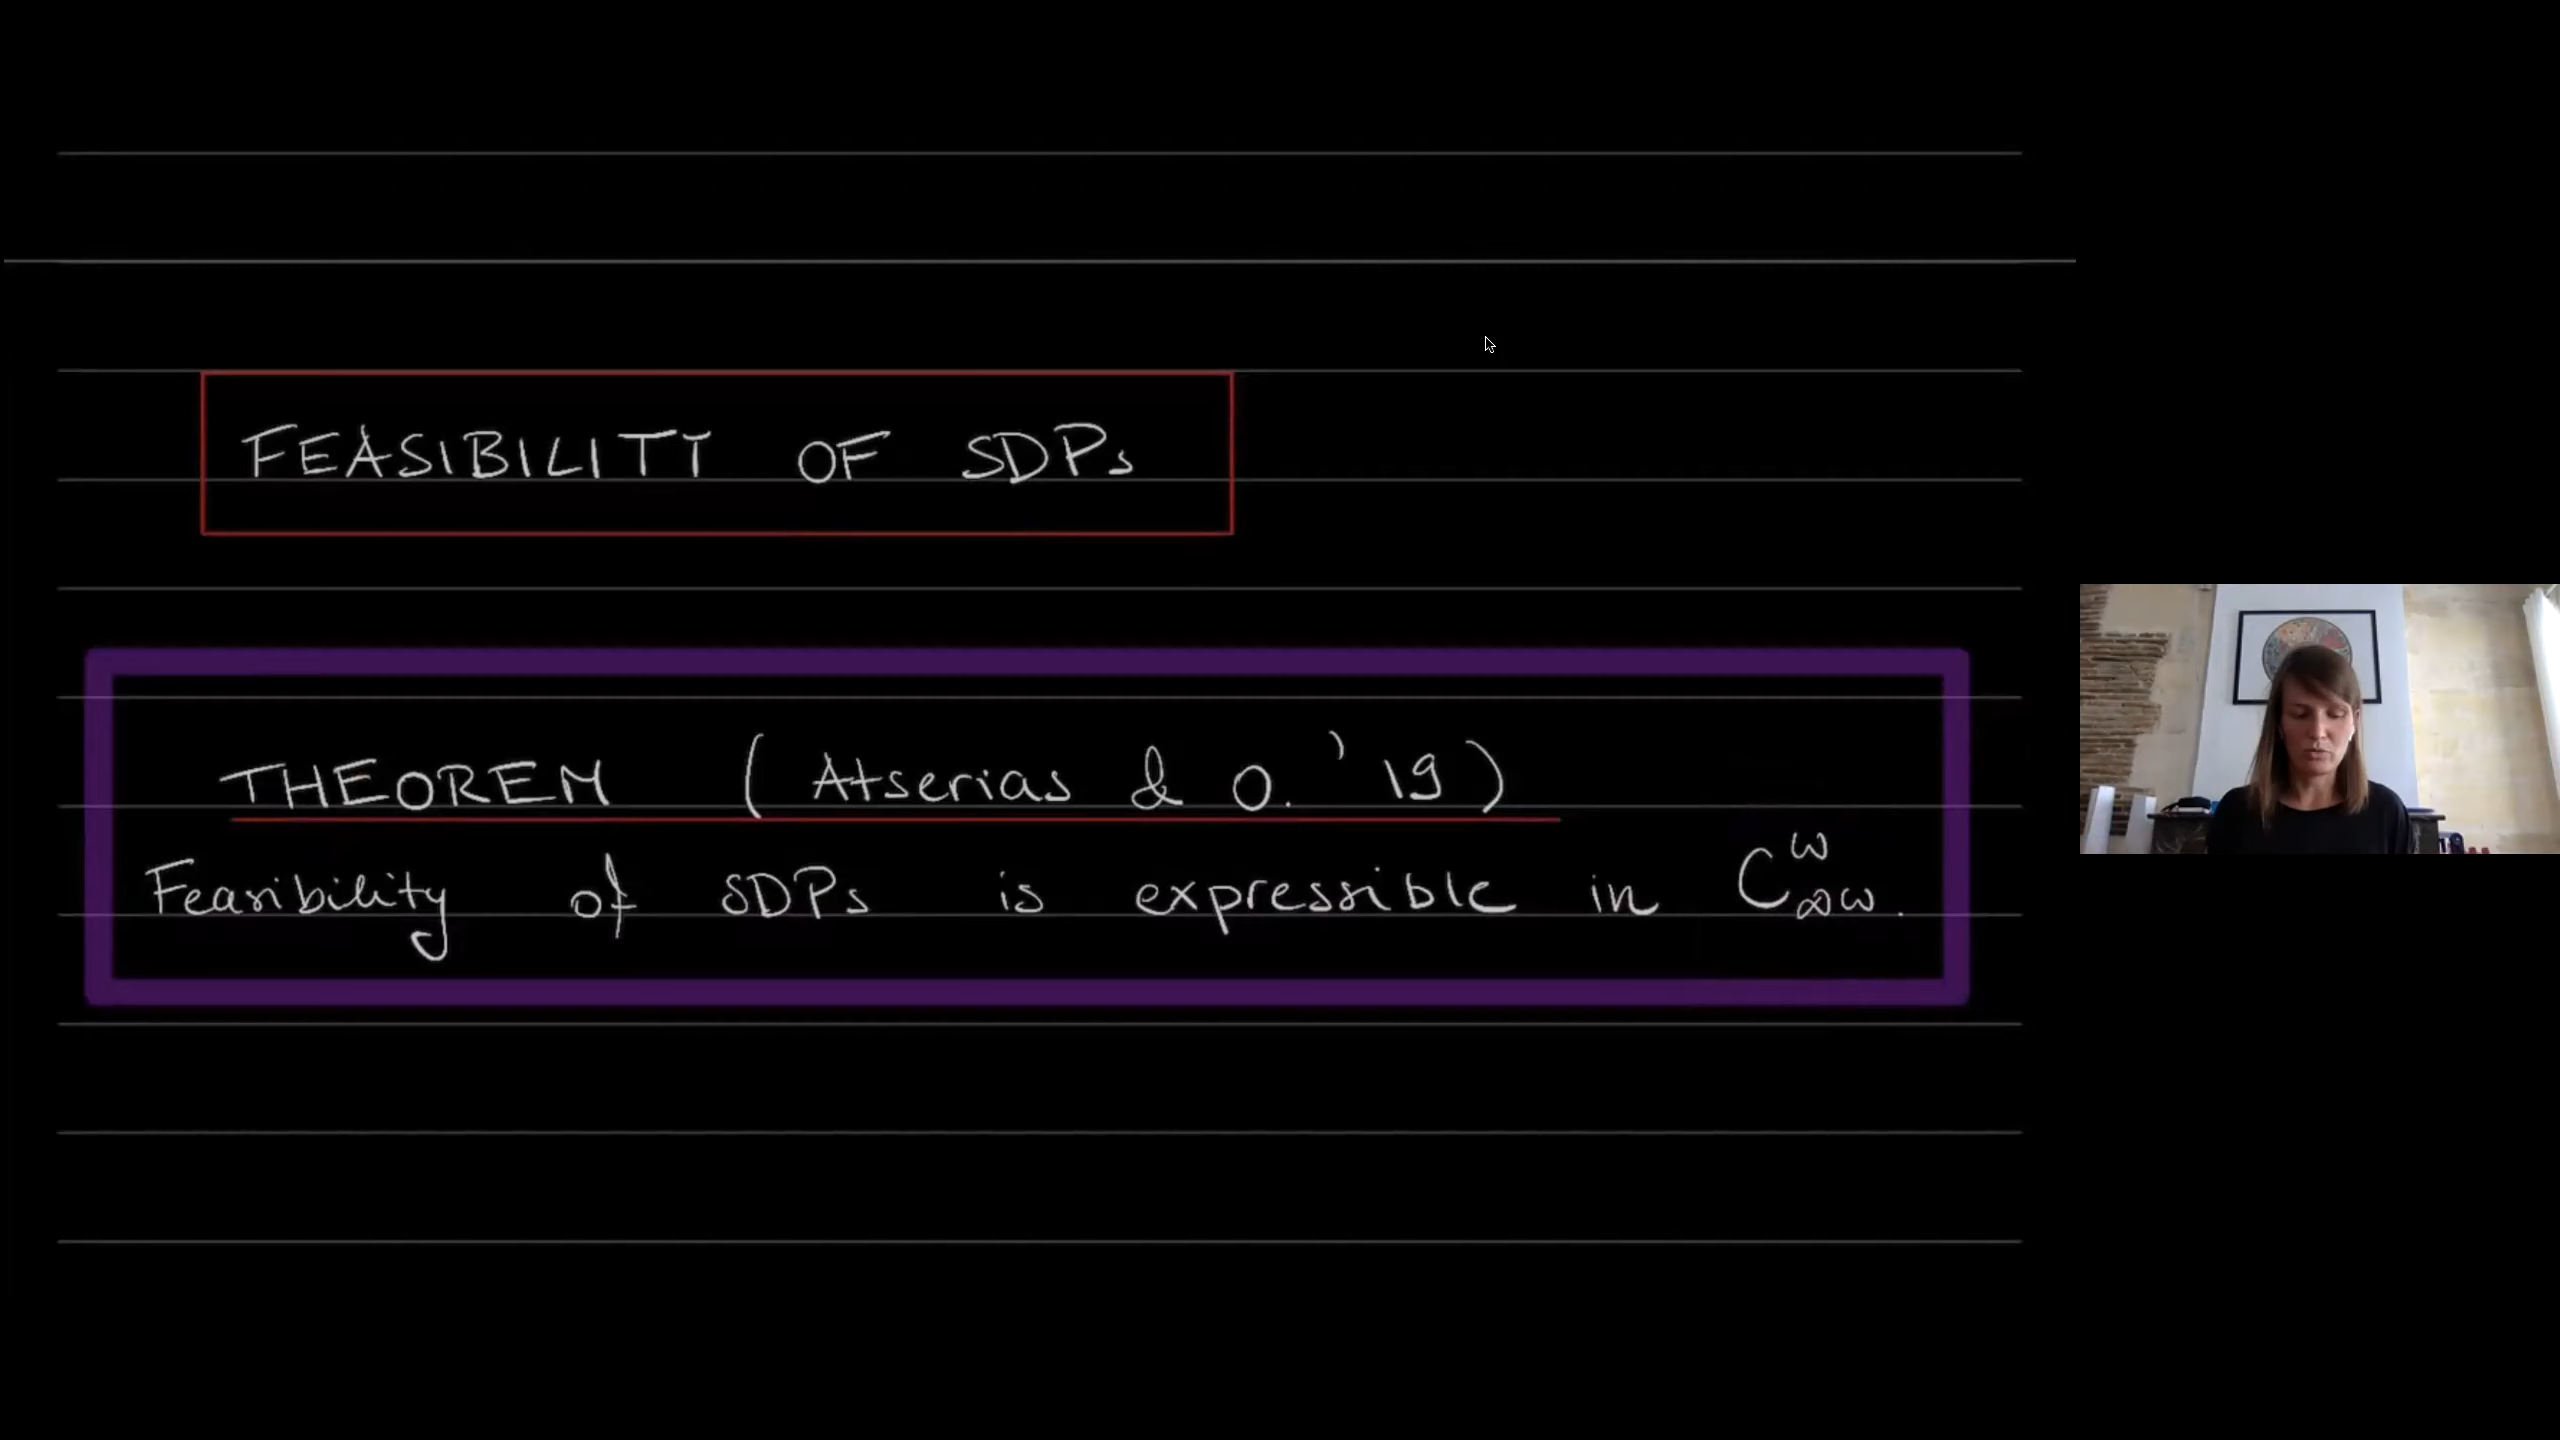 FEASIBILITY OF SDPs
THEOREM (Atserias & O. '19)
Feasibility of SDPs is expressible in C^ω_∞ω.